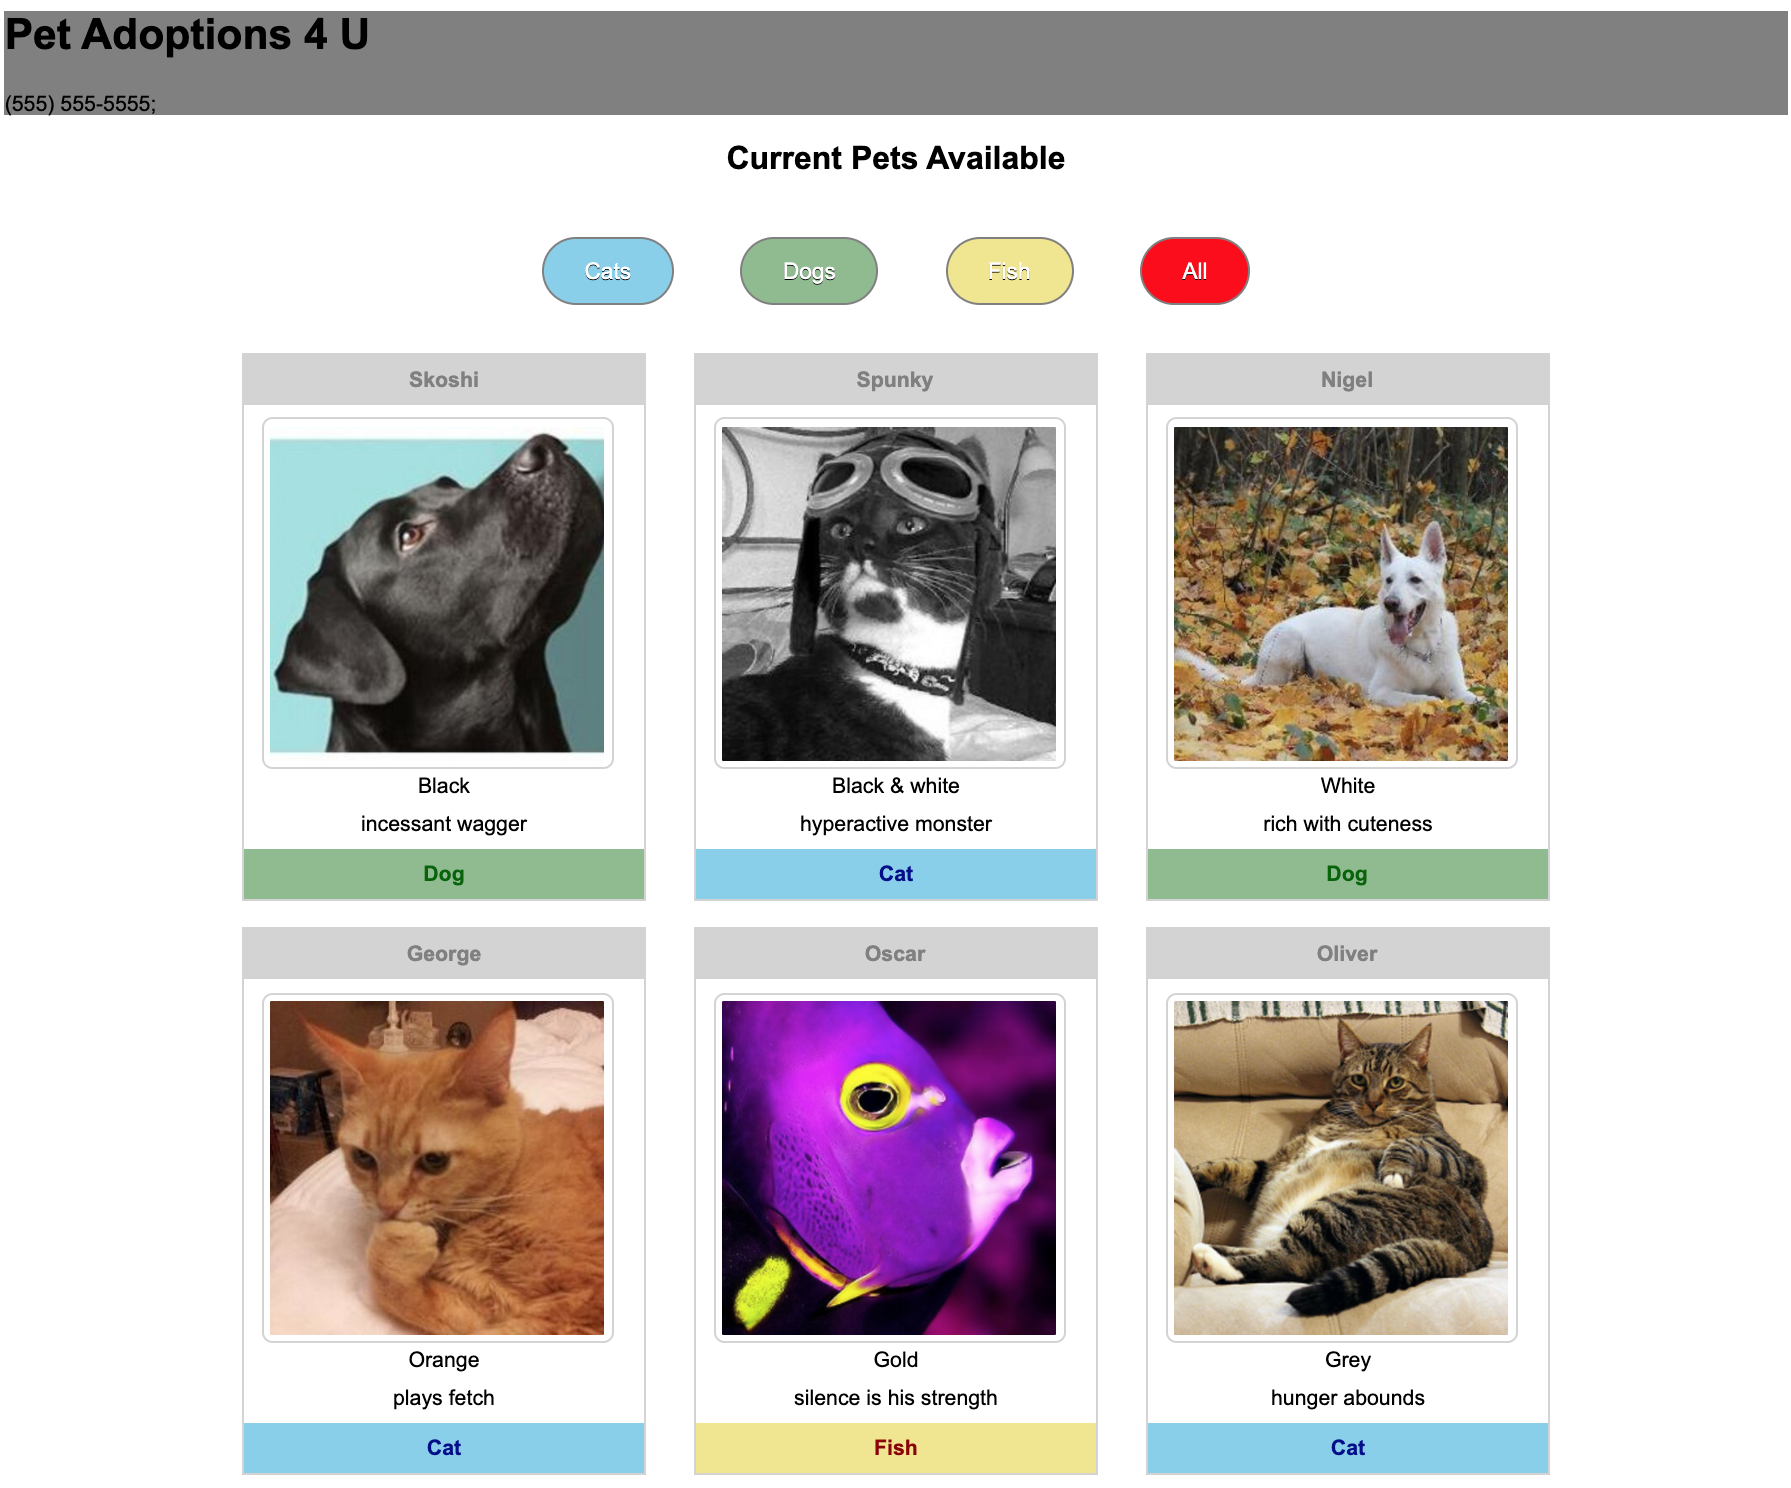 Pet Adoptions 4 U
(555) 555-5555;
Current Pets Available
Cats Dogs Fish All
Skoshi Spunky Nigel
Black Black & white White
incessant wagger hyperactive monster rich with cuteness
Dog Cat Dog
George Oscar Oliver
Orange Gold Grey
plays fetch silence is his strength hunger abounds
Cat Fish Cat